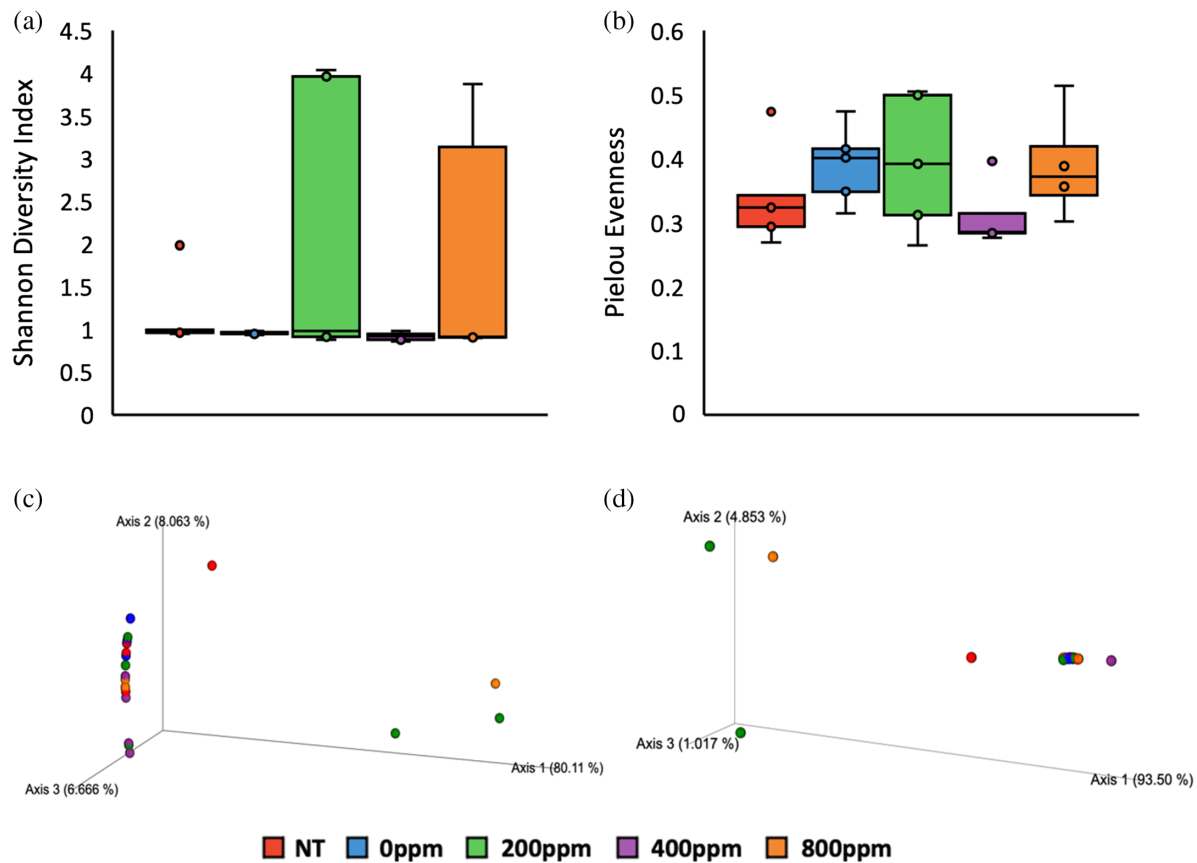 (a)
4.5
4
3.5
3
2.5
2
1.5
1
0.5
0
Shannon Diversity Index
(b)
0.6
0.5
0.4
0.3
0.2
0.1
0
Pielou Evenness
(c)
Axis 2 (8.063 %)
Axis 1 (80.11 %)
Axis 3 (6.666 %)
(d)
Axis 2 (4.853 %)
Axis 3 (1.017 %)
Axis 1 (93.50 %)
NT 0ppm 200ppm 400ppm 800ppm